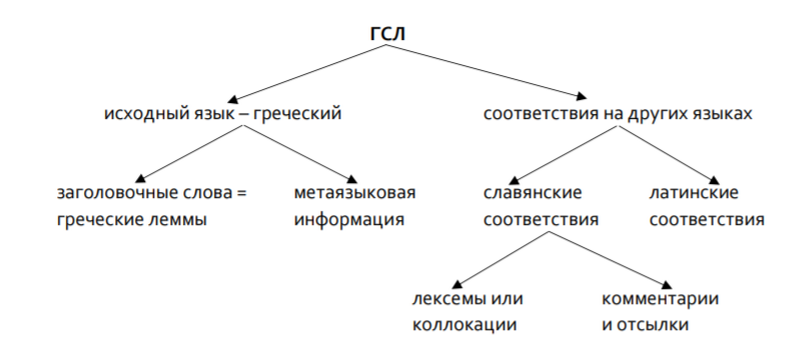 ГСЛ
исходный язык – греческий
соответствия на других языках
заголовочные слова =
греческие леммы
метаязыковая
информация
славянские
соответствия
латинские
соответствия
лексемы или
коллокации
комментарии
и отсылки